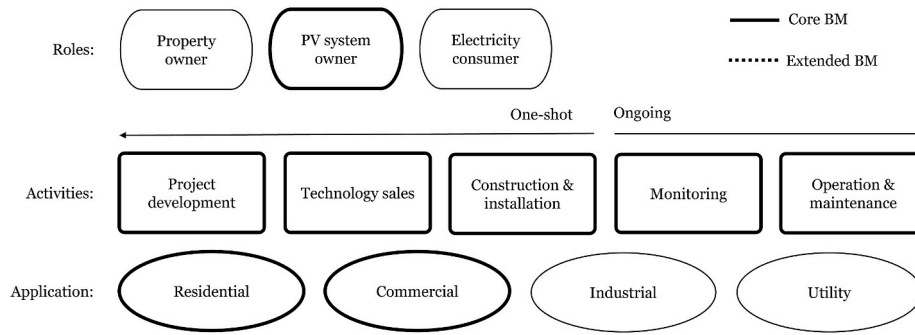 Roles:
Property
owner
PV system
owner
Electricity
consumer
Core BM
Extended BM
One-shot
Ongoing
Activities:
Project
development
Technology sales
Construction &
installation
Monitoring
Operation &
maintenance
Application:
Residential
Commercial
Industrial
Utility